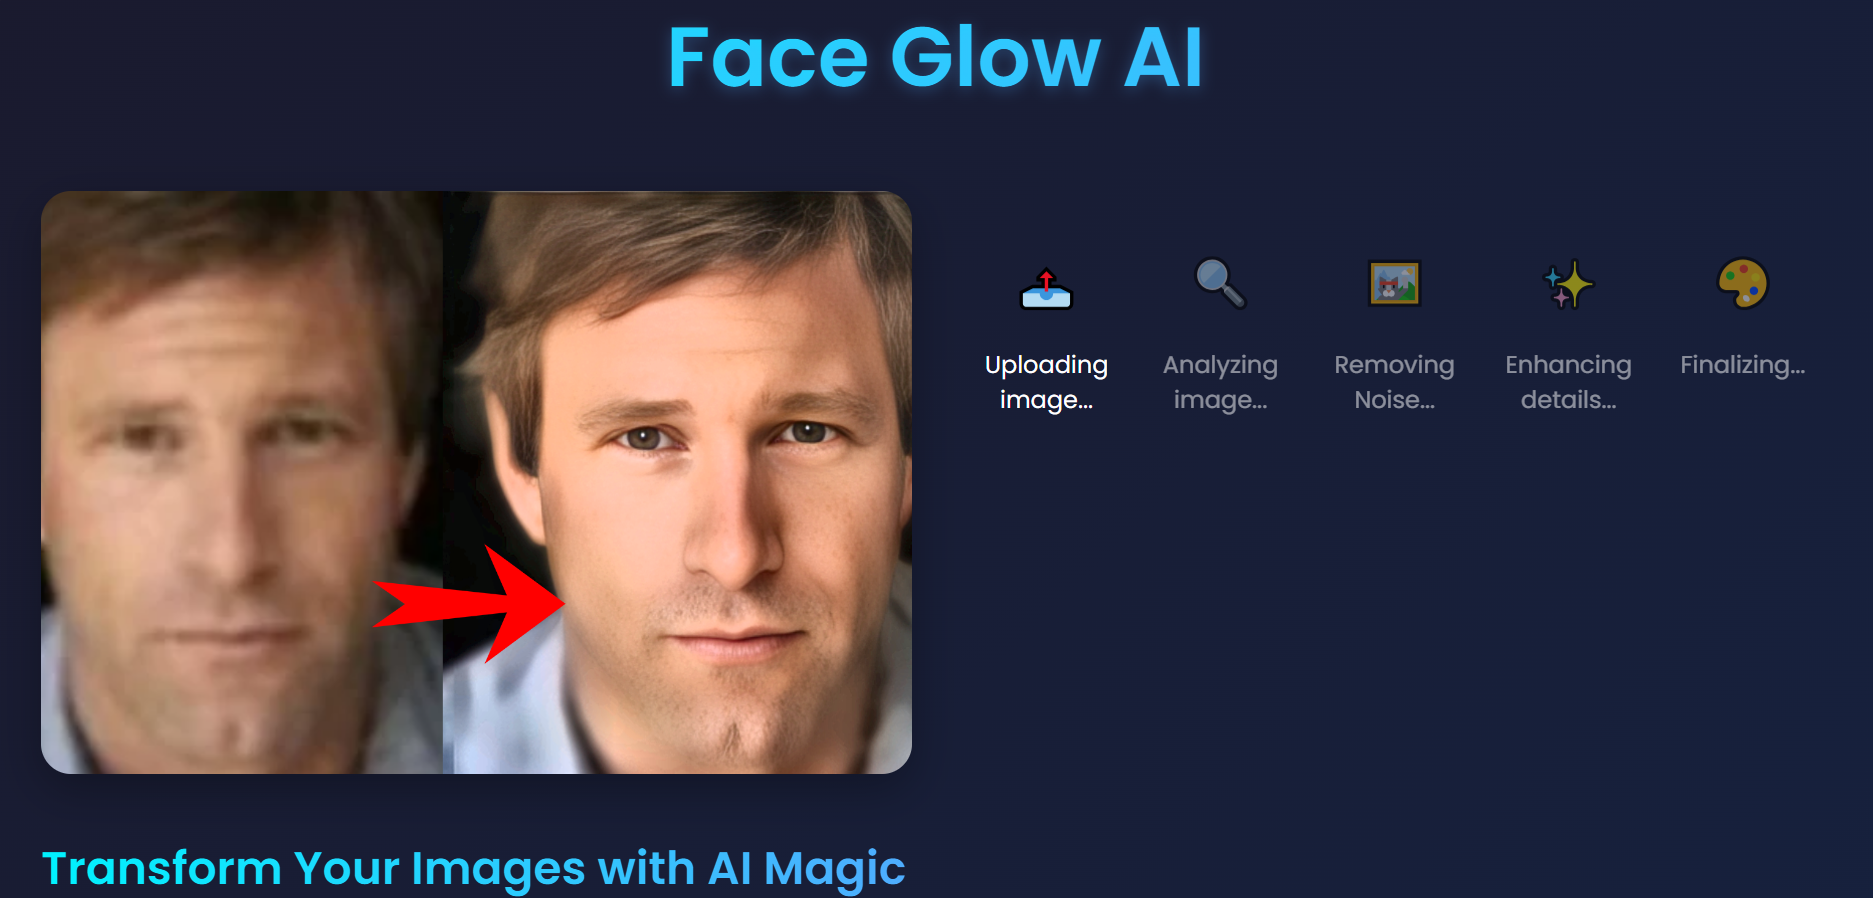 Face Glow AI
Uploading
image...
Analyzing
image...
Removing
Noise...
Enhancing
details...
Finalizing...
Transform Your Images with AI Magic